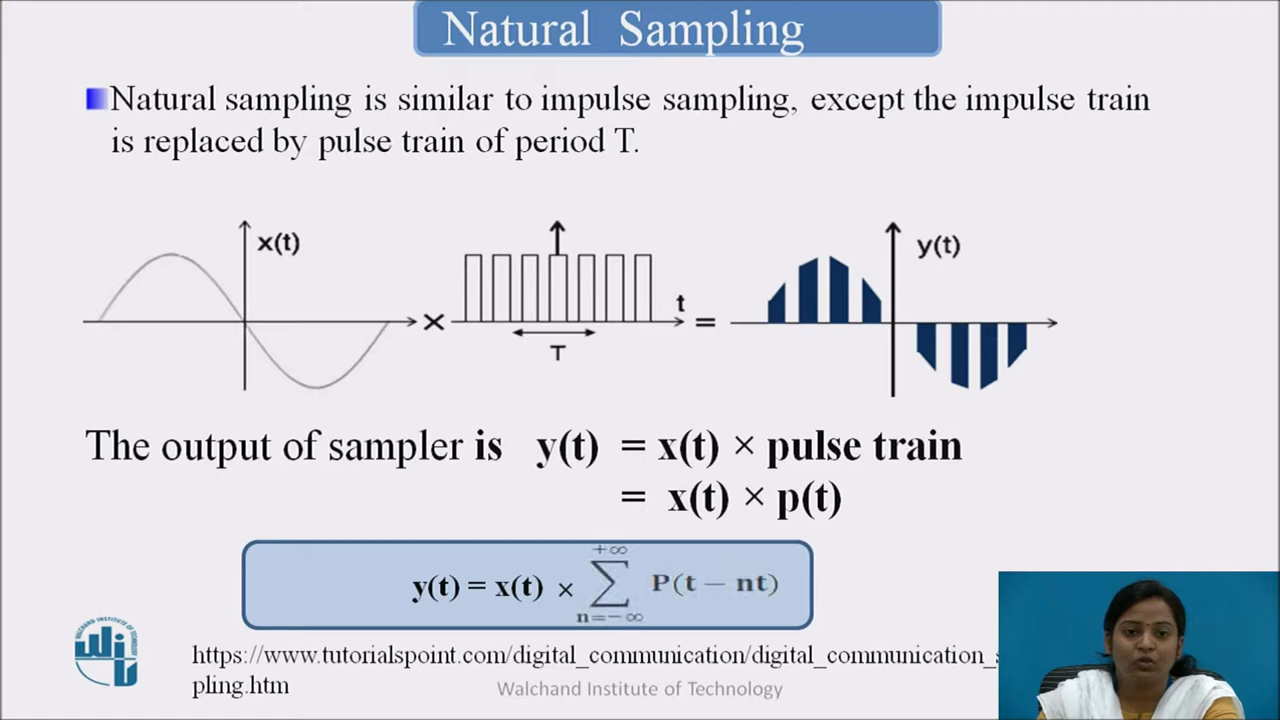 Natural Sampling
Natural sampling is similar to impulse sampling, except the impulse train
is replaced by pulse train of period T.
x(t)
×
t
T
=
y(t)
The output of sampler is y(t) = x(t) × pulse train
= x(t) × p(t)
y(t) = x(t) × +∞ ∑ n=−∞ P(t − nt)
https://www.tutorialspoint.com/digital_communication/digital_communication_
pling.htm
Walchand Institute of Technology